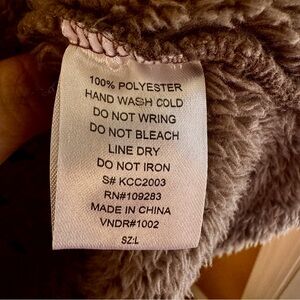 100% POLYESTER
HAND WASH COLD
DO NOT WRING
DO NOT BLEACH
LINE DRY
DO NOT IRON
S# KCC2003
RN#109283
MADE IN CHINA
VNDR#1002
SZ:L